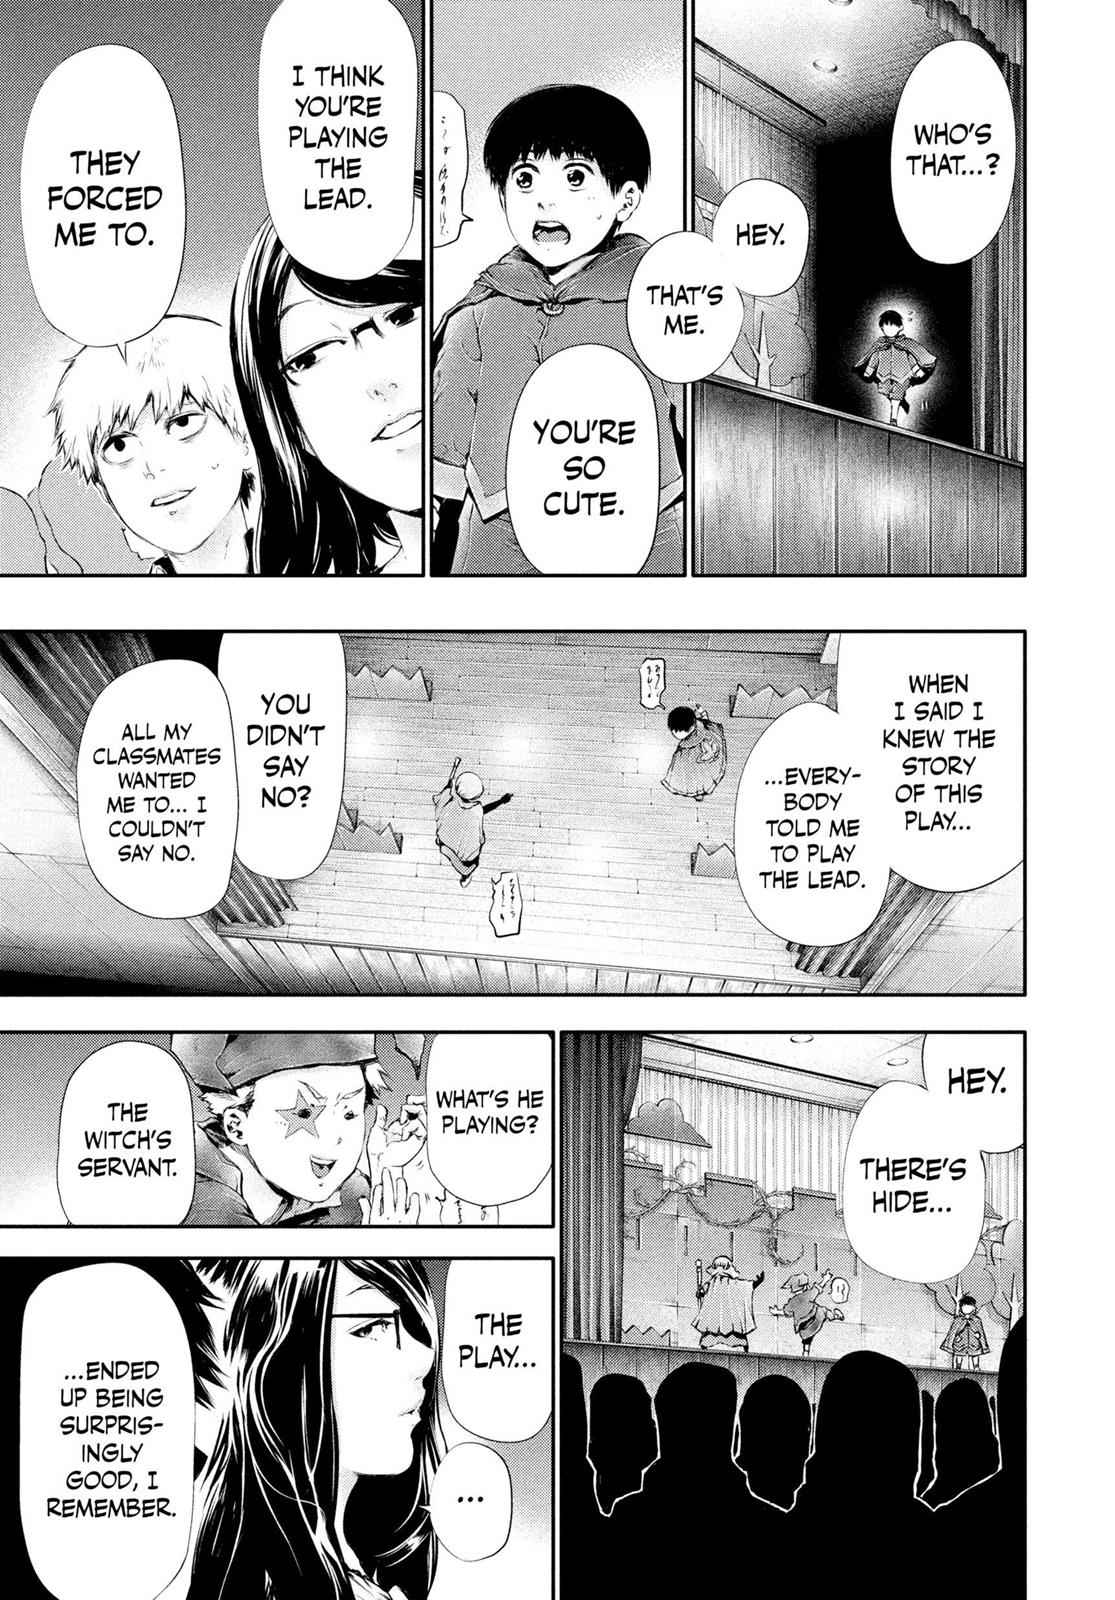 WHO'S
THAT...?
HEY.
THAT'S
ME.
YOU'RE
SO
CUTE.
I THINK
YOU'RE
PLAYING
THE
LEAD.
THEY
FORCED
ME TO.
WHEN
I SAID I
KNEW THE
STORY
OF THIS
PLAY...
...EVERY-
BODY
TOLD ME
TO PLAY
THE LEAD.
YOU
DIDN'T
SAY
NO?
ALL MY
CLASSMATES
WANTED
ME TO... I
COULDN'T
SAY NO.
HEY.
THERE'S
HIDE...
WHAT'S HE
PLAYING?
THE
WITCH'S
SERVANT.
THE
PLAY...
...
...ENDED
UP BEING
SURPRIS-
INGLY
GOOD, I
REMEMBER.